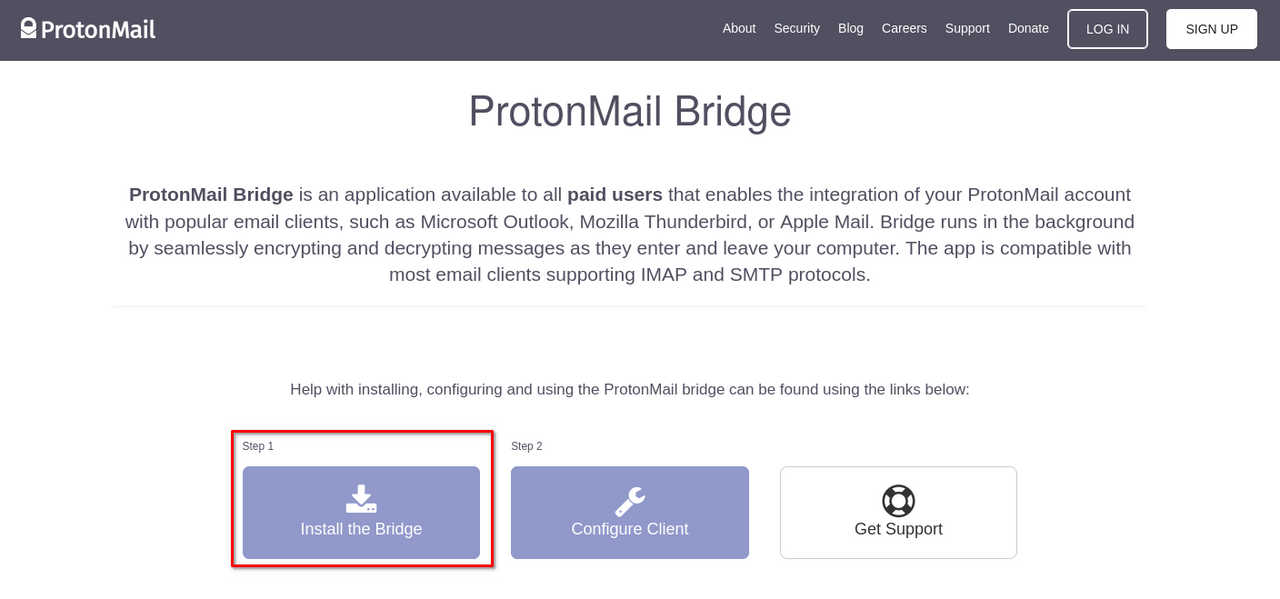 ProtonMail
About Security Blog Careers Support Donate LOG IN SIGN UP
ProtonMail Bridge
ProtonMail Bridge is an application available to all paid users that enables the integration of your ProtonMail account
with popular email clients, such as Microsoft Outlook, Mozilla Thunderbird, or Apple Mail. Bridge runs in the background
by seamlessly encrypting and decrypting messages as they enter and leave your computer. The app is compatible with
most email clients supporting IMAP and SMTP protocols.
Help with installing, configuring and using the ProtonMail bridge can be found using the links below:
Step 1
Install the Bridge
Step 2
Configure Client
Get Support